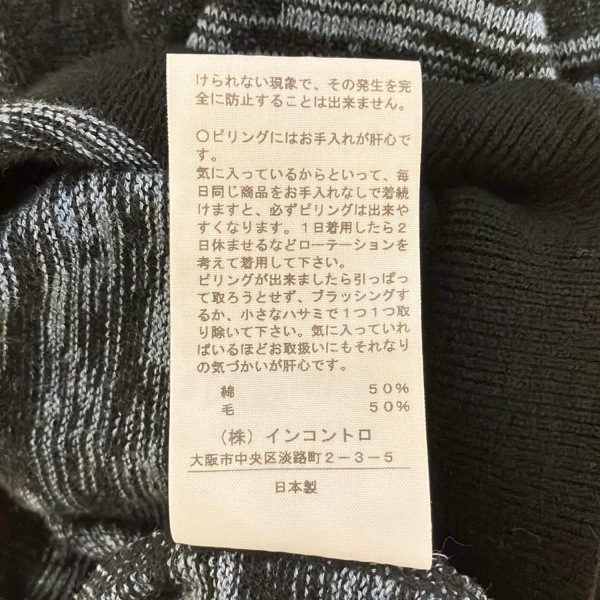 けられない現象で、その発生を完
全に防止することは出来ません。
〇ピリングにはお手入れが肝心で
す。
気に入っているからといって、毎
日同じ商品をお手入れなしで着続
けますと、必ずピリングは出来や
すくなります。１日着用したら２
日休ませるなどローテーションを
考えて着用して下さい。
ピリングが出来ましたら引っぱっ
て取ろうとせず、ブラッシングす
るか、小さなハサミで１つ１つ取
り除いて下さい。気に入っていれ
ばいるほどお取扱いにもそれなり
の気づかいが肝心です。
綿 ５０％
毛 ５０％
（株）インコントロ
大阪市中央区淡路町２－３－５
日本製